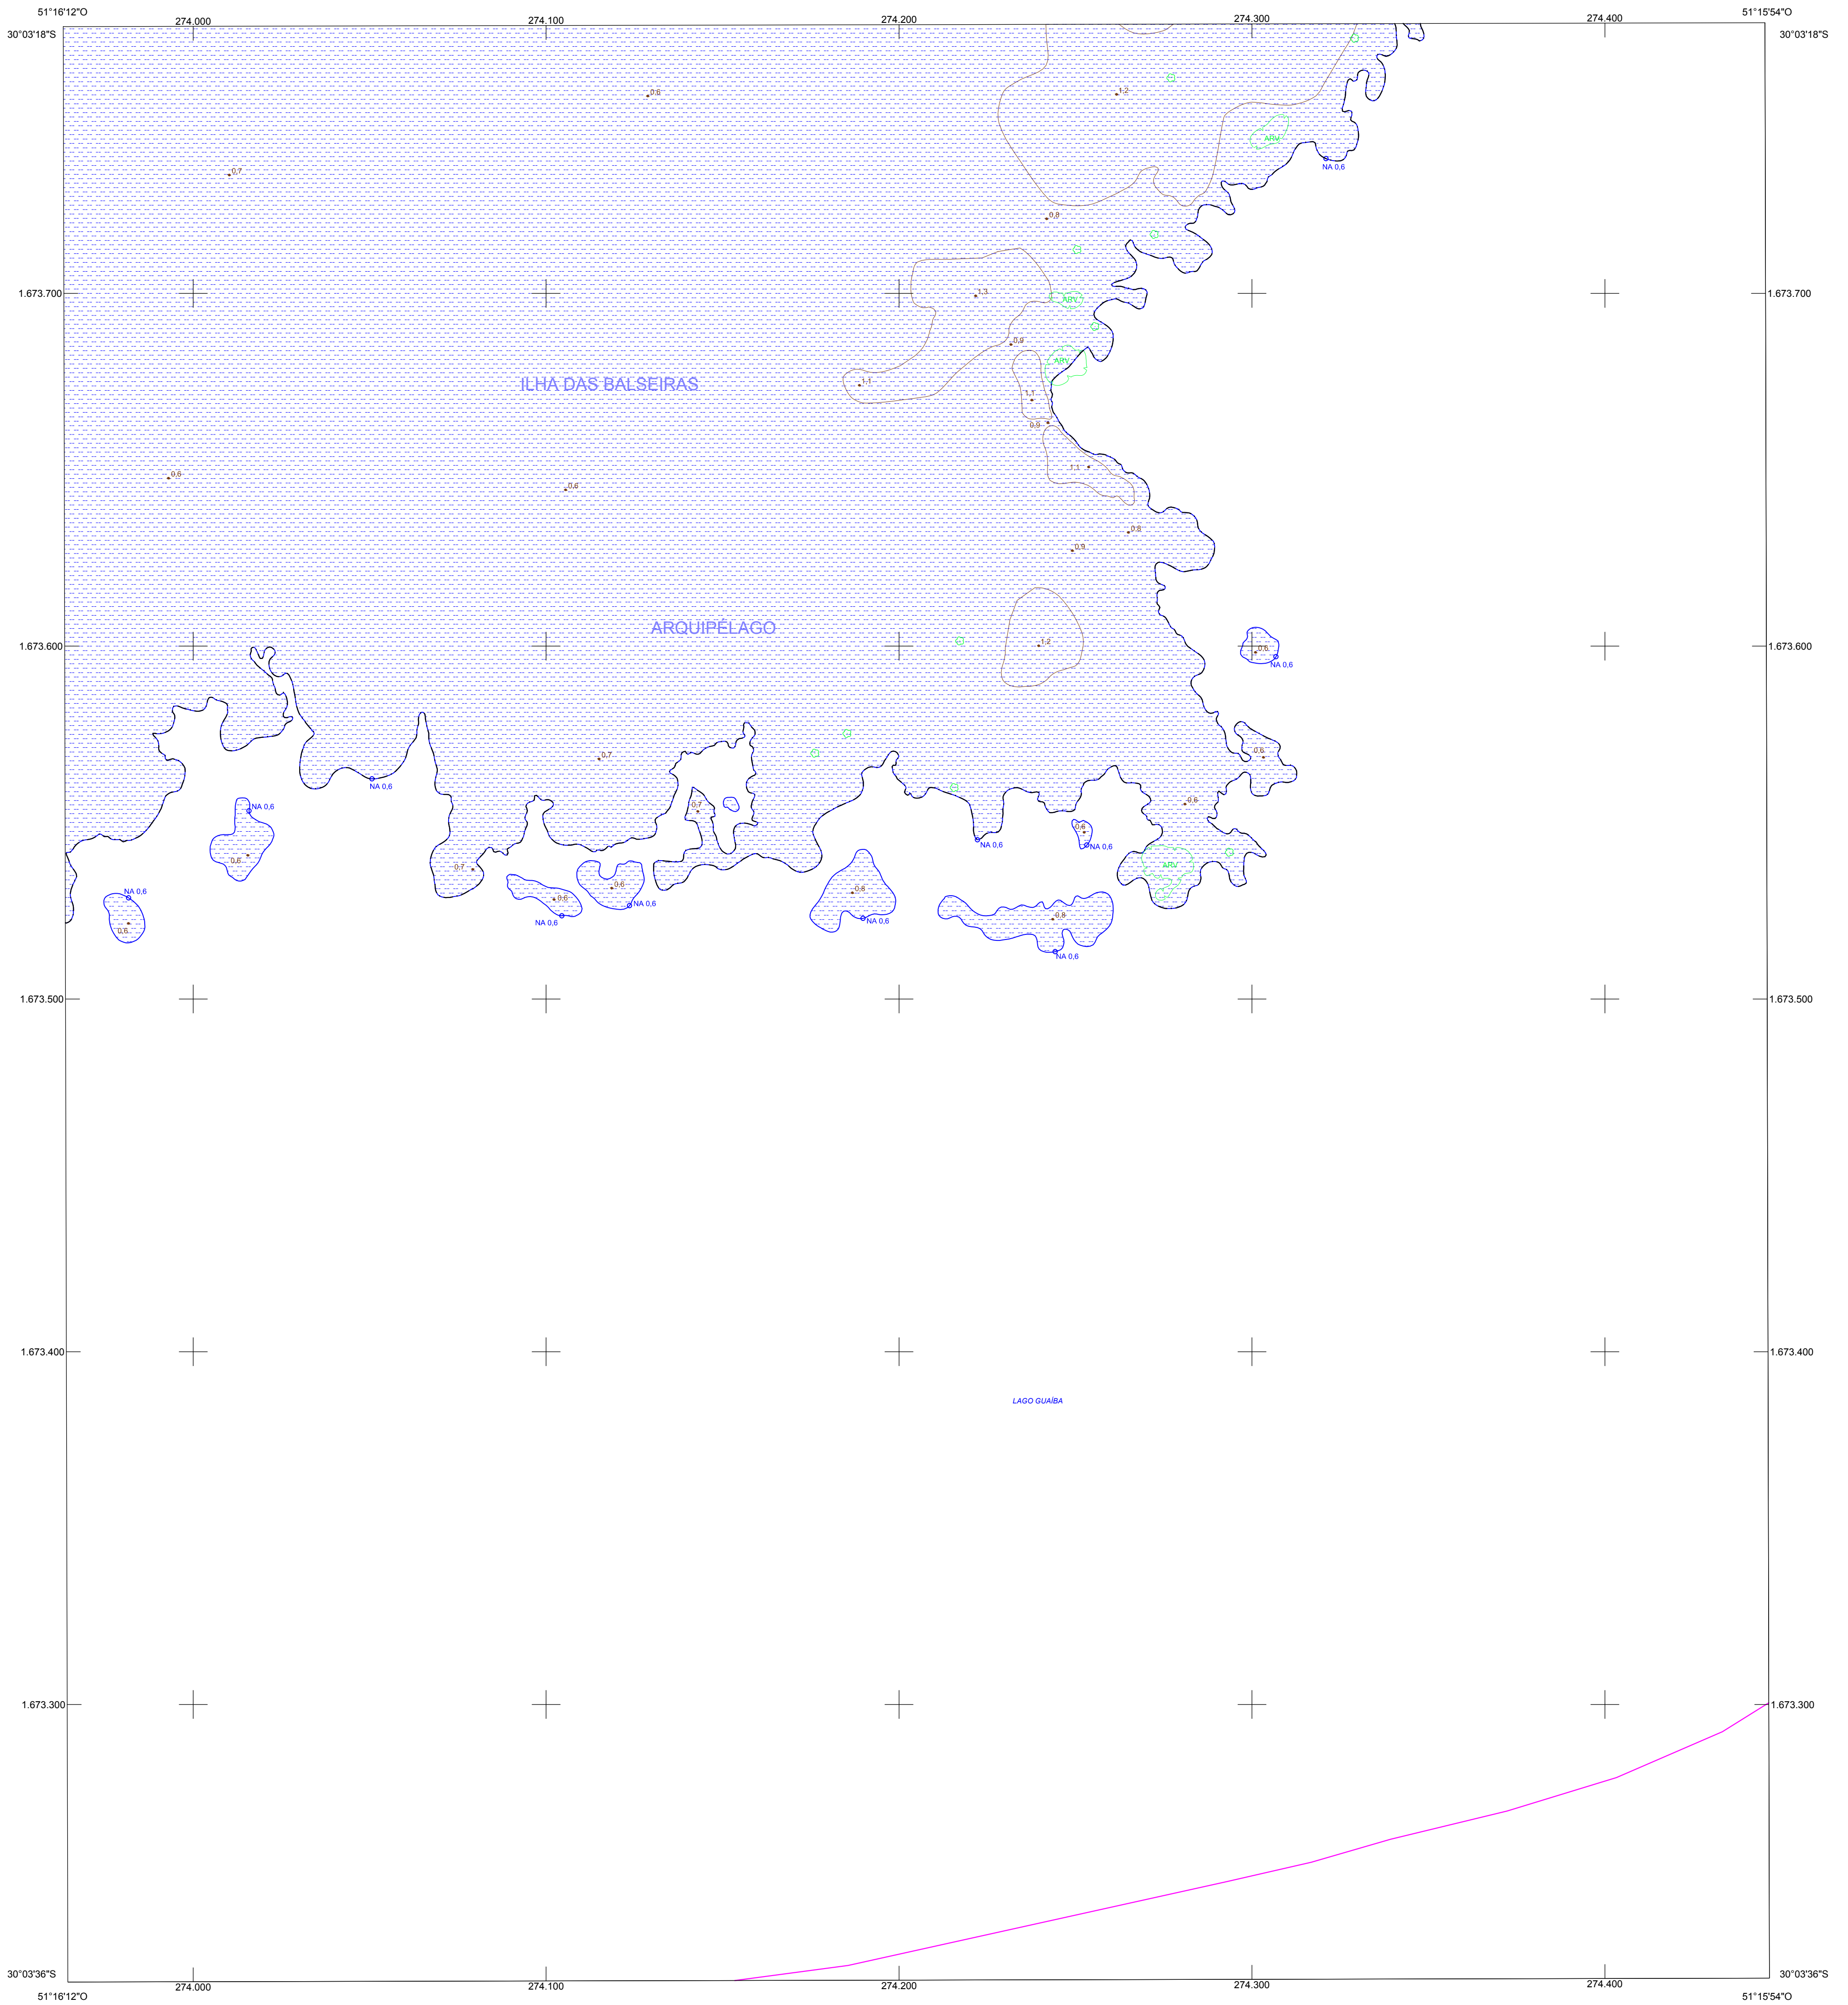 51°16'12"O 274.000 274.100 274.200 274.300 274.400 51°15'54"O
30°03'18"S 30°03'18"S
0,6 1,2
ARV
NA 0,6
0,7
0,8
1.673.700 1,3 ARV 1.673.700
0,9
ARV
ILHA DAS BALSEIRAS 1,1
1,1
0,9
1,1
0,6 0,6
0,8
0,9
ARQUIPÉLAGO
1.673.600 1,2 0,6 1.673.600
NA 0,6
0,6
0,7
NA 0,6
NA 0,6 0,7 0,6
0,6
NA 0,6 NA 0,6
0,6 0,7 ARV
NA 0,6 0,6 0,6 0,8
NA 0,6
0,6 NA 0,6 NA 0,6 0,8
NA 0,6
1.673.500 1.673.500
1.673.400 1.673.400
LAGO GUAÍBA
1.673.300 1.673.300
30°03'36"S 30°03'36"S
51°16'12"O 274.000 274.100 274.200 274.300 274.400 51°15'54"O